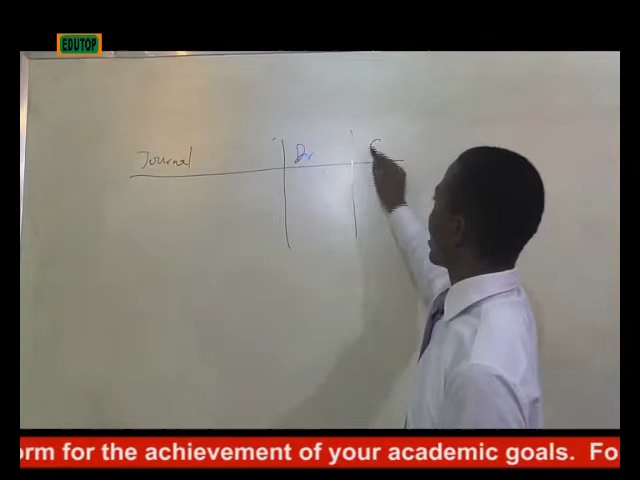 EDUTOP
Journal Dr C
orm for the achievement of your academic goals. Fo